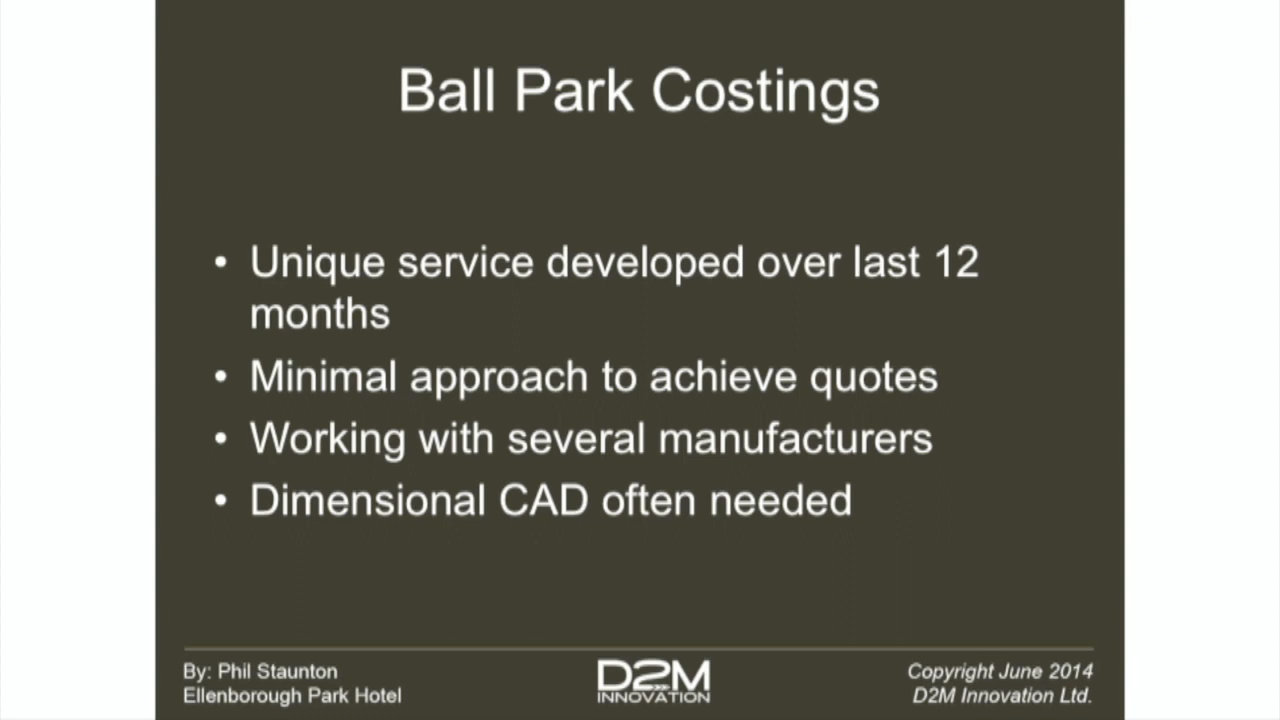 Ball Park Costings
• Unique service developed over last 12
months
• Minimal approach to achieve quotes
• Working with several manufacturers
• Dimensional CAD often needed
By: Phil Staunton
Ellenborough Park Hotel
D2M
INNOVATION
Copyright June 2014
D2M Innovation Ltd.